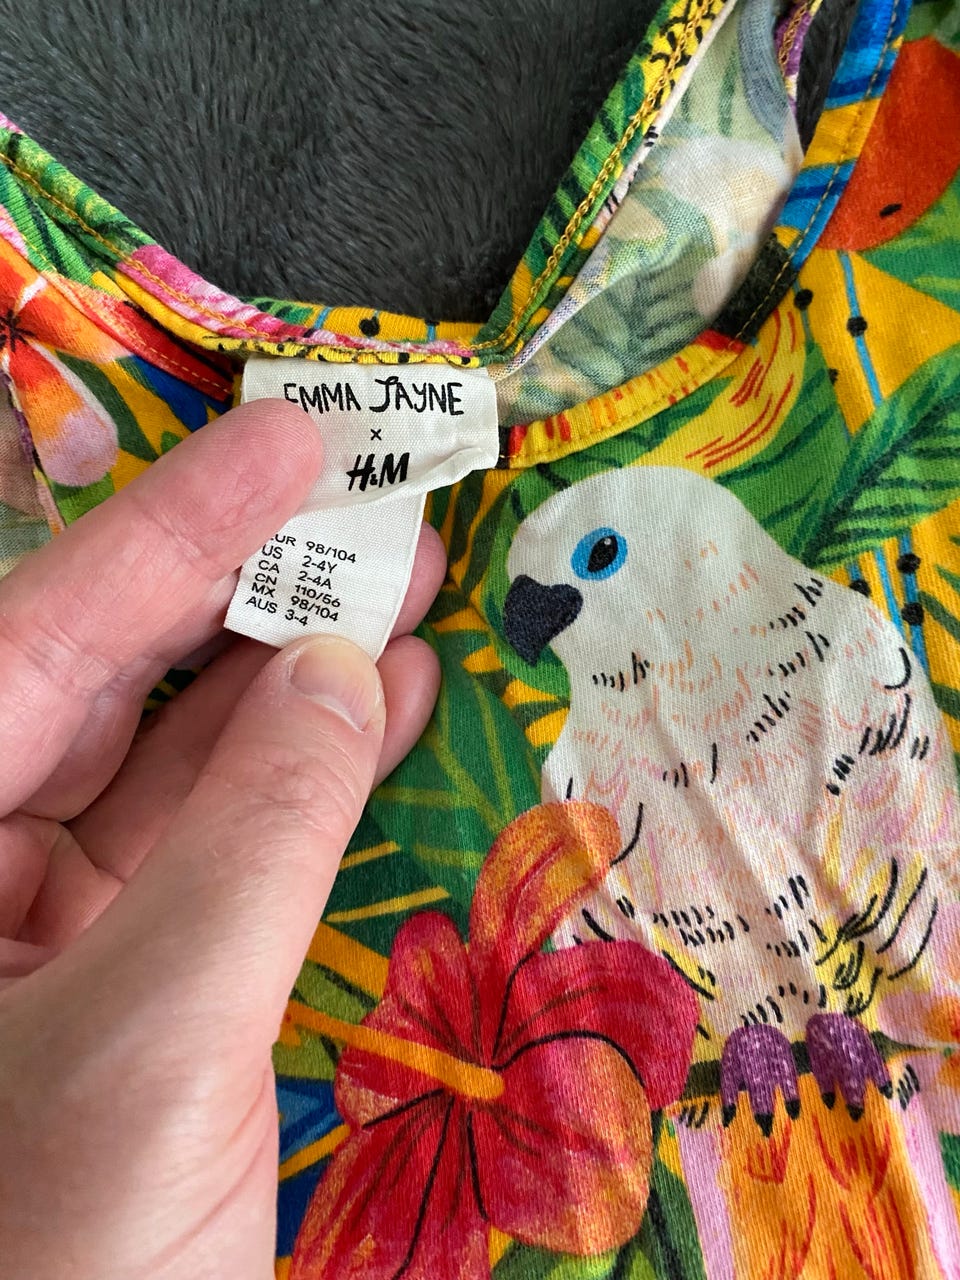 EMMA JAYNE
x
H&M
EUR 98/104
US 2-4Y
CA 2-4A
CN 110/56
MX 98/104
AUS 3-4